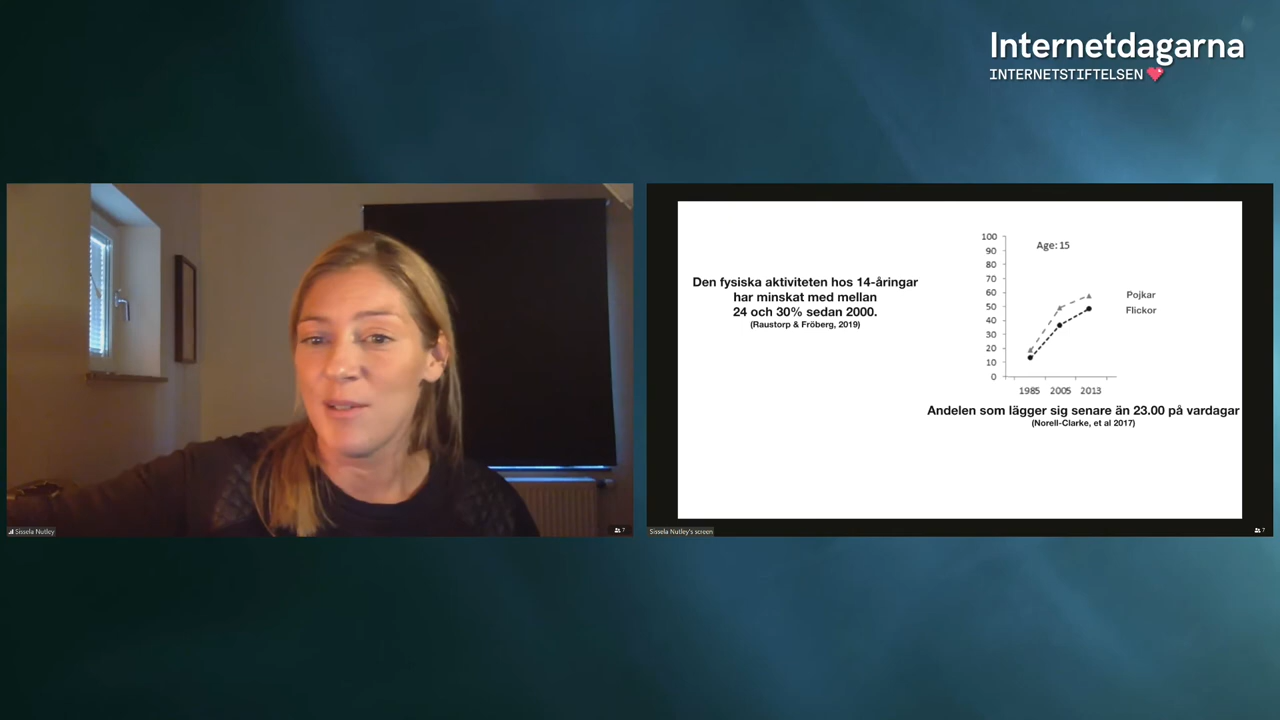 Internetdagarna
INTERNETSTIFTELSEN
Den fysiska aktiviteten hos 14-åringar
har minskat med mellan
24 och 30% sedan 2000.
(Raustorp & Fröberg, 2019)
100
90
80
70
60
50
40
30
20
10
0
Age: 15
Pojkar
Flickor
1985 2005 2013
Andelen som lägger sig senare än 23.00 på vardagar
(Norell-Clarke, et al 2017)
Sissela Nutley
7
Sissela Nutley's screen
7